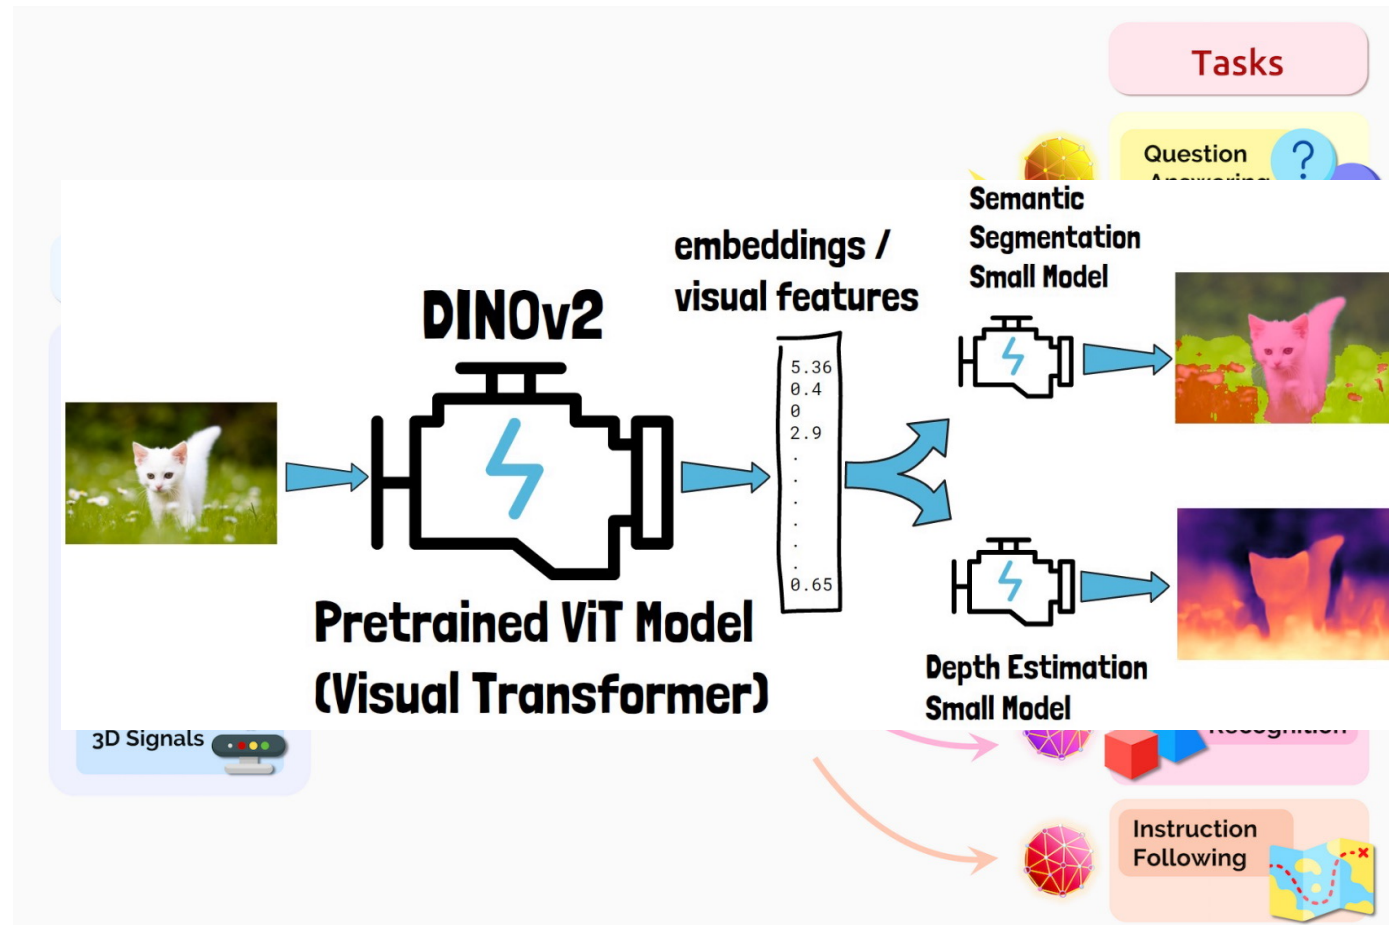 Tasks
Question
Semantic
Segmentation
Small Model
embeddings /
visual features
DINOv2
5.36
0.4
0
2.9
.
.
.
.
.
.
0.65
Pretrained ViT Model
(Visual Transformer)
Depth Estimation
Small Model
3D Signals
Recognition
Instruction
Following